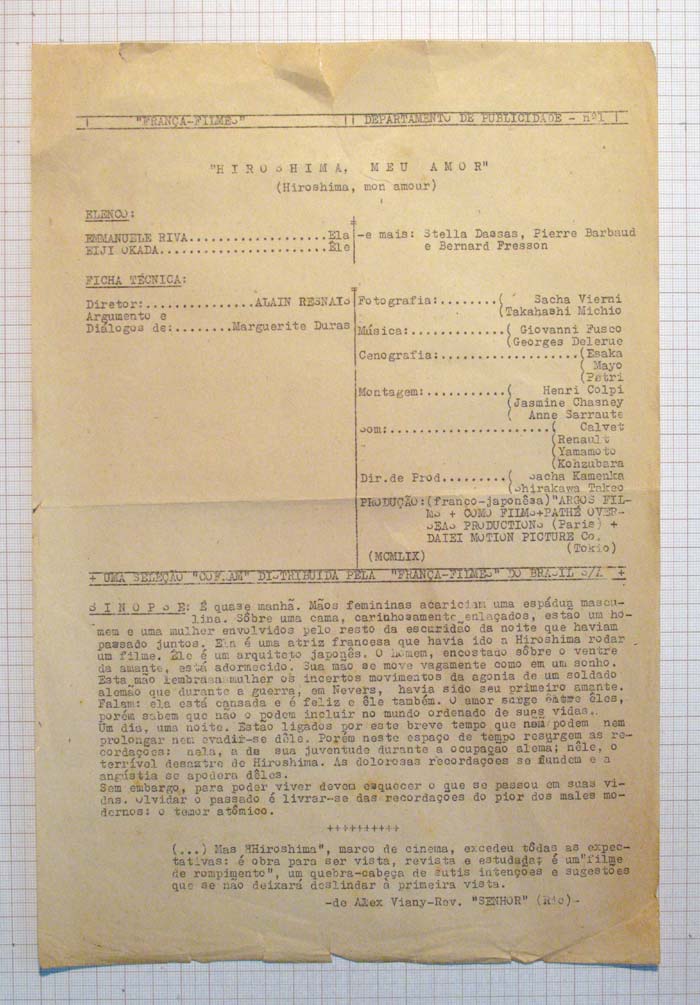 "FRANÇA-FILMES" || DEPARTAMENTO DE PUBLICIDADE - nº1 |
"HIROSHIMA, MEU AMOR"
(Hiroshima, mon amour)
ELENCO:
EMMANUELE RIVA....................Ela
EIJI OKADA........................Êle
-e mais: Stella Dassas, Pierre Barbaud
e Bernard Fresson
FICHA TÉCNICA:
Diretor:..............ALAIN RESNAIS
Argumento e
Diálogos de:........Marguerite Duras
Fotografia:........( Sacha Vierni
(Takahashi Michio
Música:.............( Giovanni Fusco
(Georges Delerue
Cenografia:...................(Esaka
( Mayo
(Petri
Montagem:...........( Henri Colpi
(Jasmine Chasney
( Anne Sarraute
Som:......................( Calvet
(Renault
(Yamamoto
(Kohzubara
Dir.de Prod.........( Sacha Kamenka
(Shirakawa Takeo
PRODUÇÃO:(franco-japonêsa)"ARGOS FIL-
MS + COMO FILMS+PATHÉ OVER-
SEAS PRODUCTIONS (Paris) +
DAIEI MOTION PICTURE Co.
(Tokio)
(MCMLIX)
+ UMA SELEÇÃO "COFRAM" DISTRIBUIDA PELA "FRANÇA-FILMES" DO BRASIL S/A +
SINOPSE: É quase manhã. Mãos femininas acariciam uma espádua mascu-
lina. Sôbre uma cama, carinhosamente enlaçados, estão um ho-
mem e uma mulher envolvidos pelo resto da escuridão da noite que haviam
passado juntos. Ela é uma atriz francesa que havia ido a Hiroshima rodar
um filme. Êle é um arquiteto japonês. O homem, encostado sôbre o ventre
da amante, está adormecido. Sua mão se move vagamente como em um sonho.
Esta mão lembrasa mulher os incertos movimentos da agonia de um soldado
alemão que durante a guerra, em Nevers, havia sido seu primeiro amante.
Falam: ela está cansada e é feliz e êle também. O amor surge entre êles,
porém sabem que não o podem incluir no mundo ordenado de suas vidas.
Um dia, uma noite. Estão ligados por este breve tempo que nem podem nem
prolongar nem evadir-se dêle. Porém neste espaço de tempo resurgem as re-
cordações: nela, a de sua juventude durante a ocupação alema; nêle, o
terrível desastre de Hiroshima. As dolorosas recordações se fundem e a
angústia se apodera dêles.
Sem embargo, para poder viver devem esquecer o que se passou em suas vi-
das. Olvidar o passado é livrar-se das recordações do pior dos males mo-
dernos: o temor atômico.
++++++++++
(...) Mas HHiroshima", marco de cinema, excedeu tôdas as expec-
tativas: é obra para ser vista, revista e estudada; é um"filme
de rompimento", um quebra-cabeça de sutis intenções e sugestões
que se não deixará deslindar à primeira vista.
-de Alex Viany-Rev. "SENHOR" (Rio)-